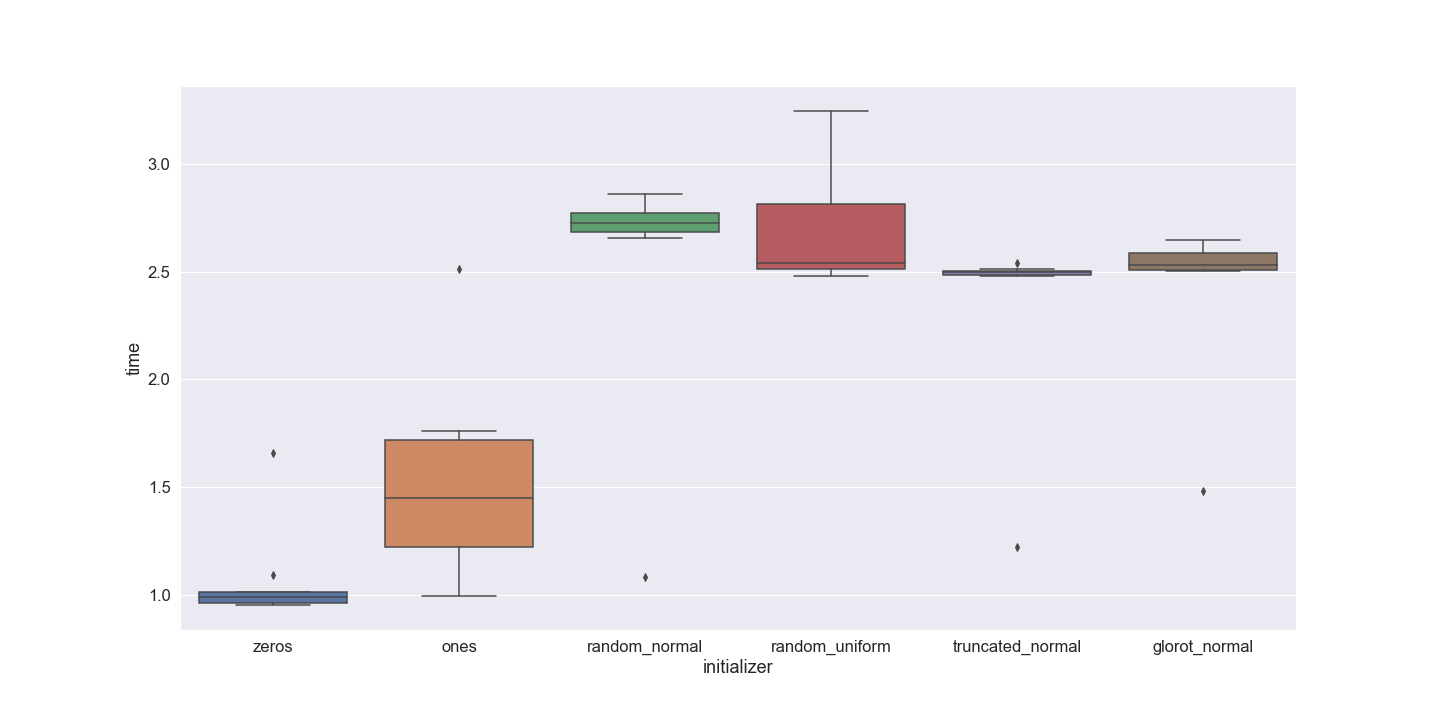 3.0
2.5
2.0
1.5
1.0
time
zeros ones random_normal random_uniform truncated_normal glorot_normal
initializer